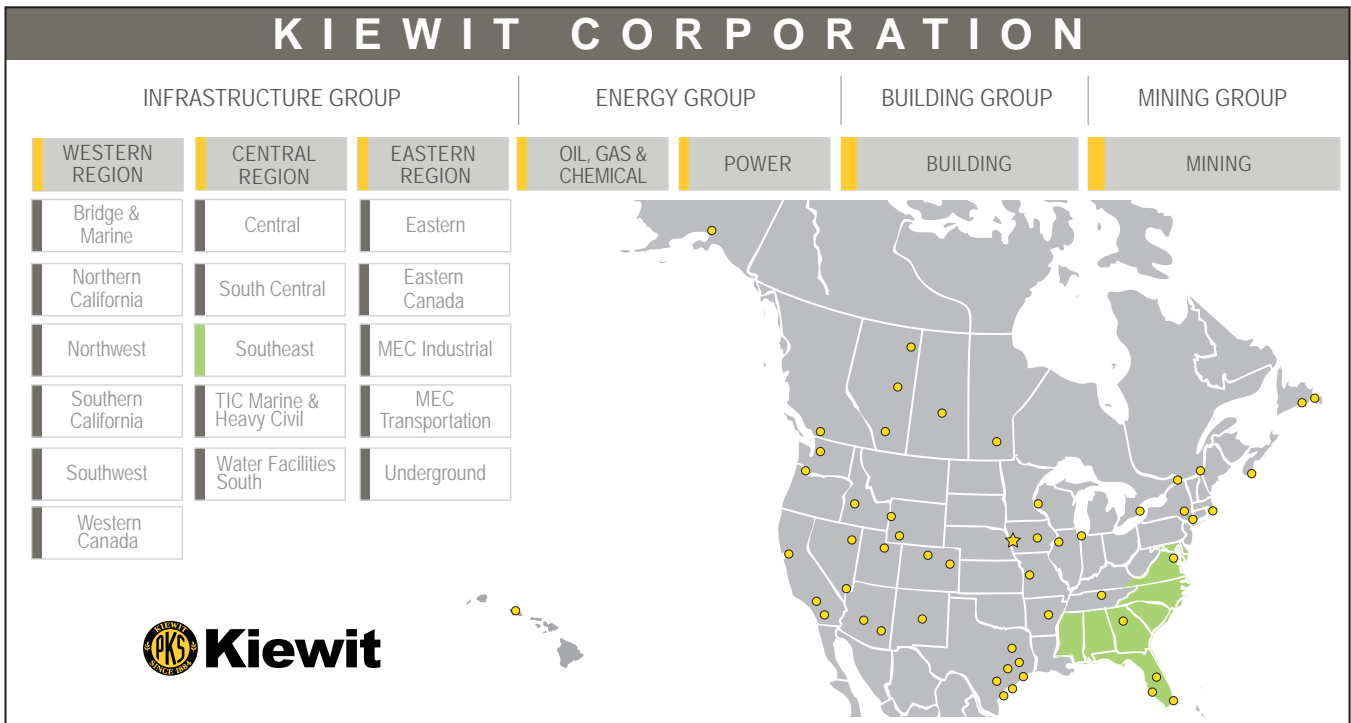 KIEWIT CORPORATION
INFRASTRUCTURE GROUP
ENERGY GROUP
BUILDING GROUP
MINING GROUP
WESTERN
REGION
CENTRAL
REGION
EASTERN
REGION
OIL, GAS &
CHEMICAL
POWER
BUILDING
MINING
Bridge &
Marine
Central
Eastern
Northern
California
South Central
Eastern
Canada
Northwest
Southeast
MEC Industrial
Southern
California
TIC Marine &
Heavy Civil
MEC
Transportation
Southwest
Water Facilities
South
Underground
Western
Canada
KIEWIT
PKS
SINCE 1884
Kiewit